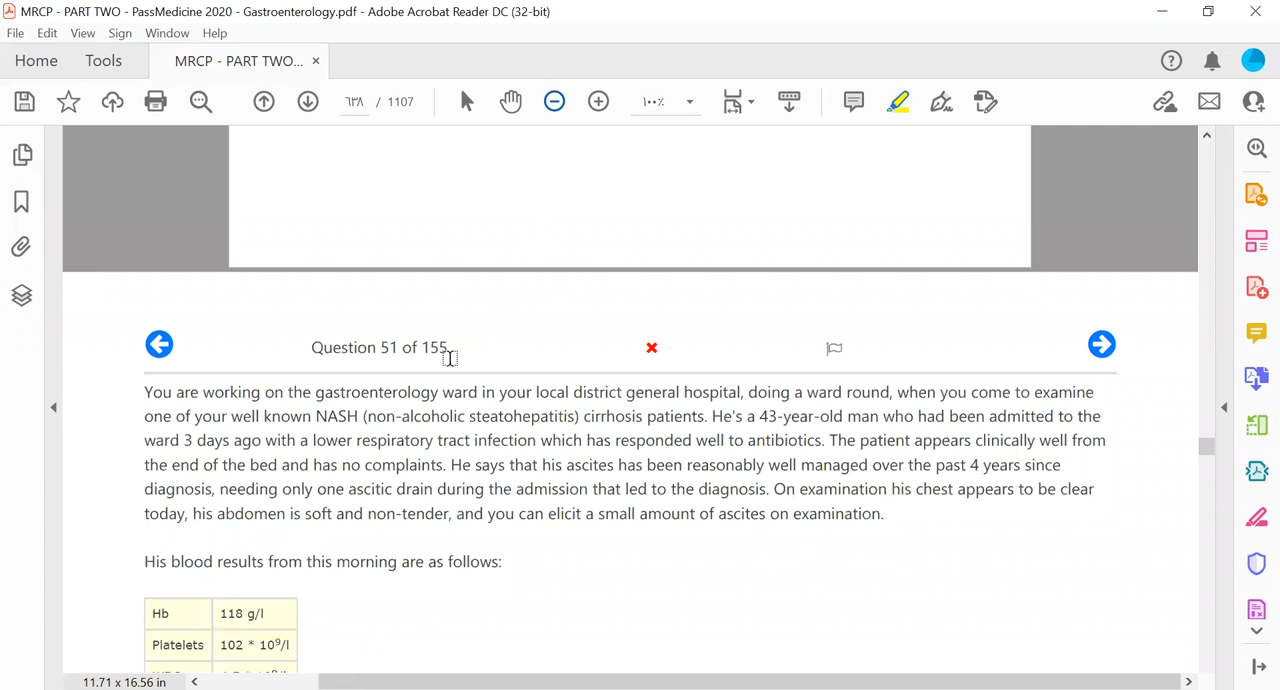 MRCP - PART TWO - PassMedicine 2020 - Gastroenterology.pdf - Adobe Acrobat Reader DC (32-bit)
File Edit View Sign Window Help
Home Tools MRCP - PART TWO... ×
٦٣٨ / 1107 ١٠٠٪
Question 51 of 155
You are working on the gastroenterology ward in your local district general hospital, doing a ward round, when you come to examine
one of your well known NASH (non-alcoholic steatohepatitis) cirrhosis patients. He's a 43-year-old man who had been admitted to the
ward 3 days ago with a lower respiratory tract infection which has responded well to antibiotics. The patient appears clinically well from
the end of the bed and has no complaints. He says that his ascites has been reasonably well managed over the past 4 years since
diagnosis, needing only one ascitic drain during the admission that led to the diagnosis. On examination his chest appears to be clear
today, his abdomen is soft and non-tender, and you can elicit a small amount of ascites on examination.
His blood results from this morning are as follows:
Hb 118 g/l
Platelets 102 * 10⁹/l
11.71 x 16.56 in